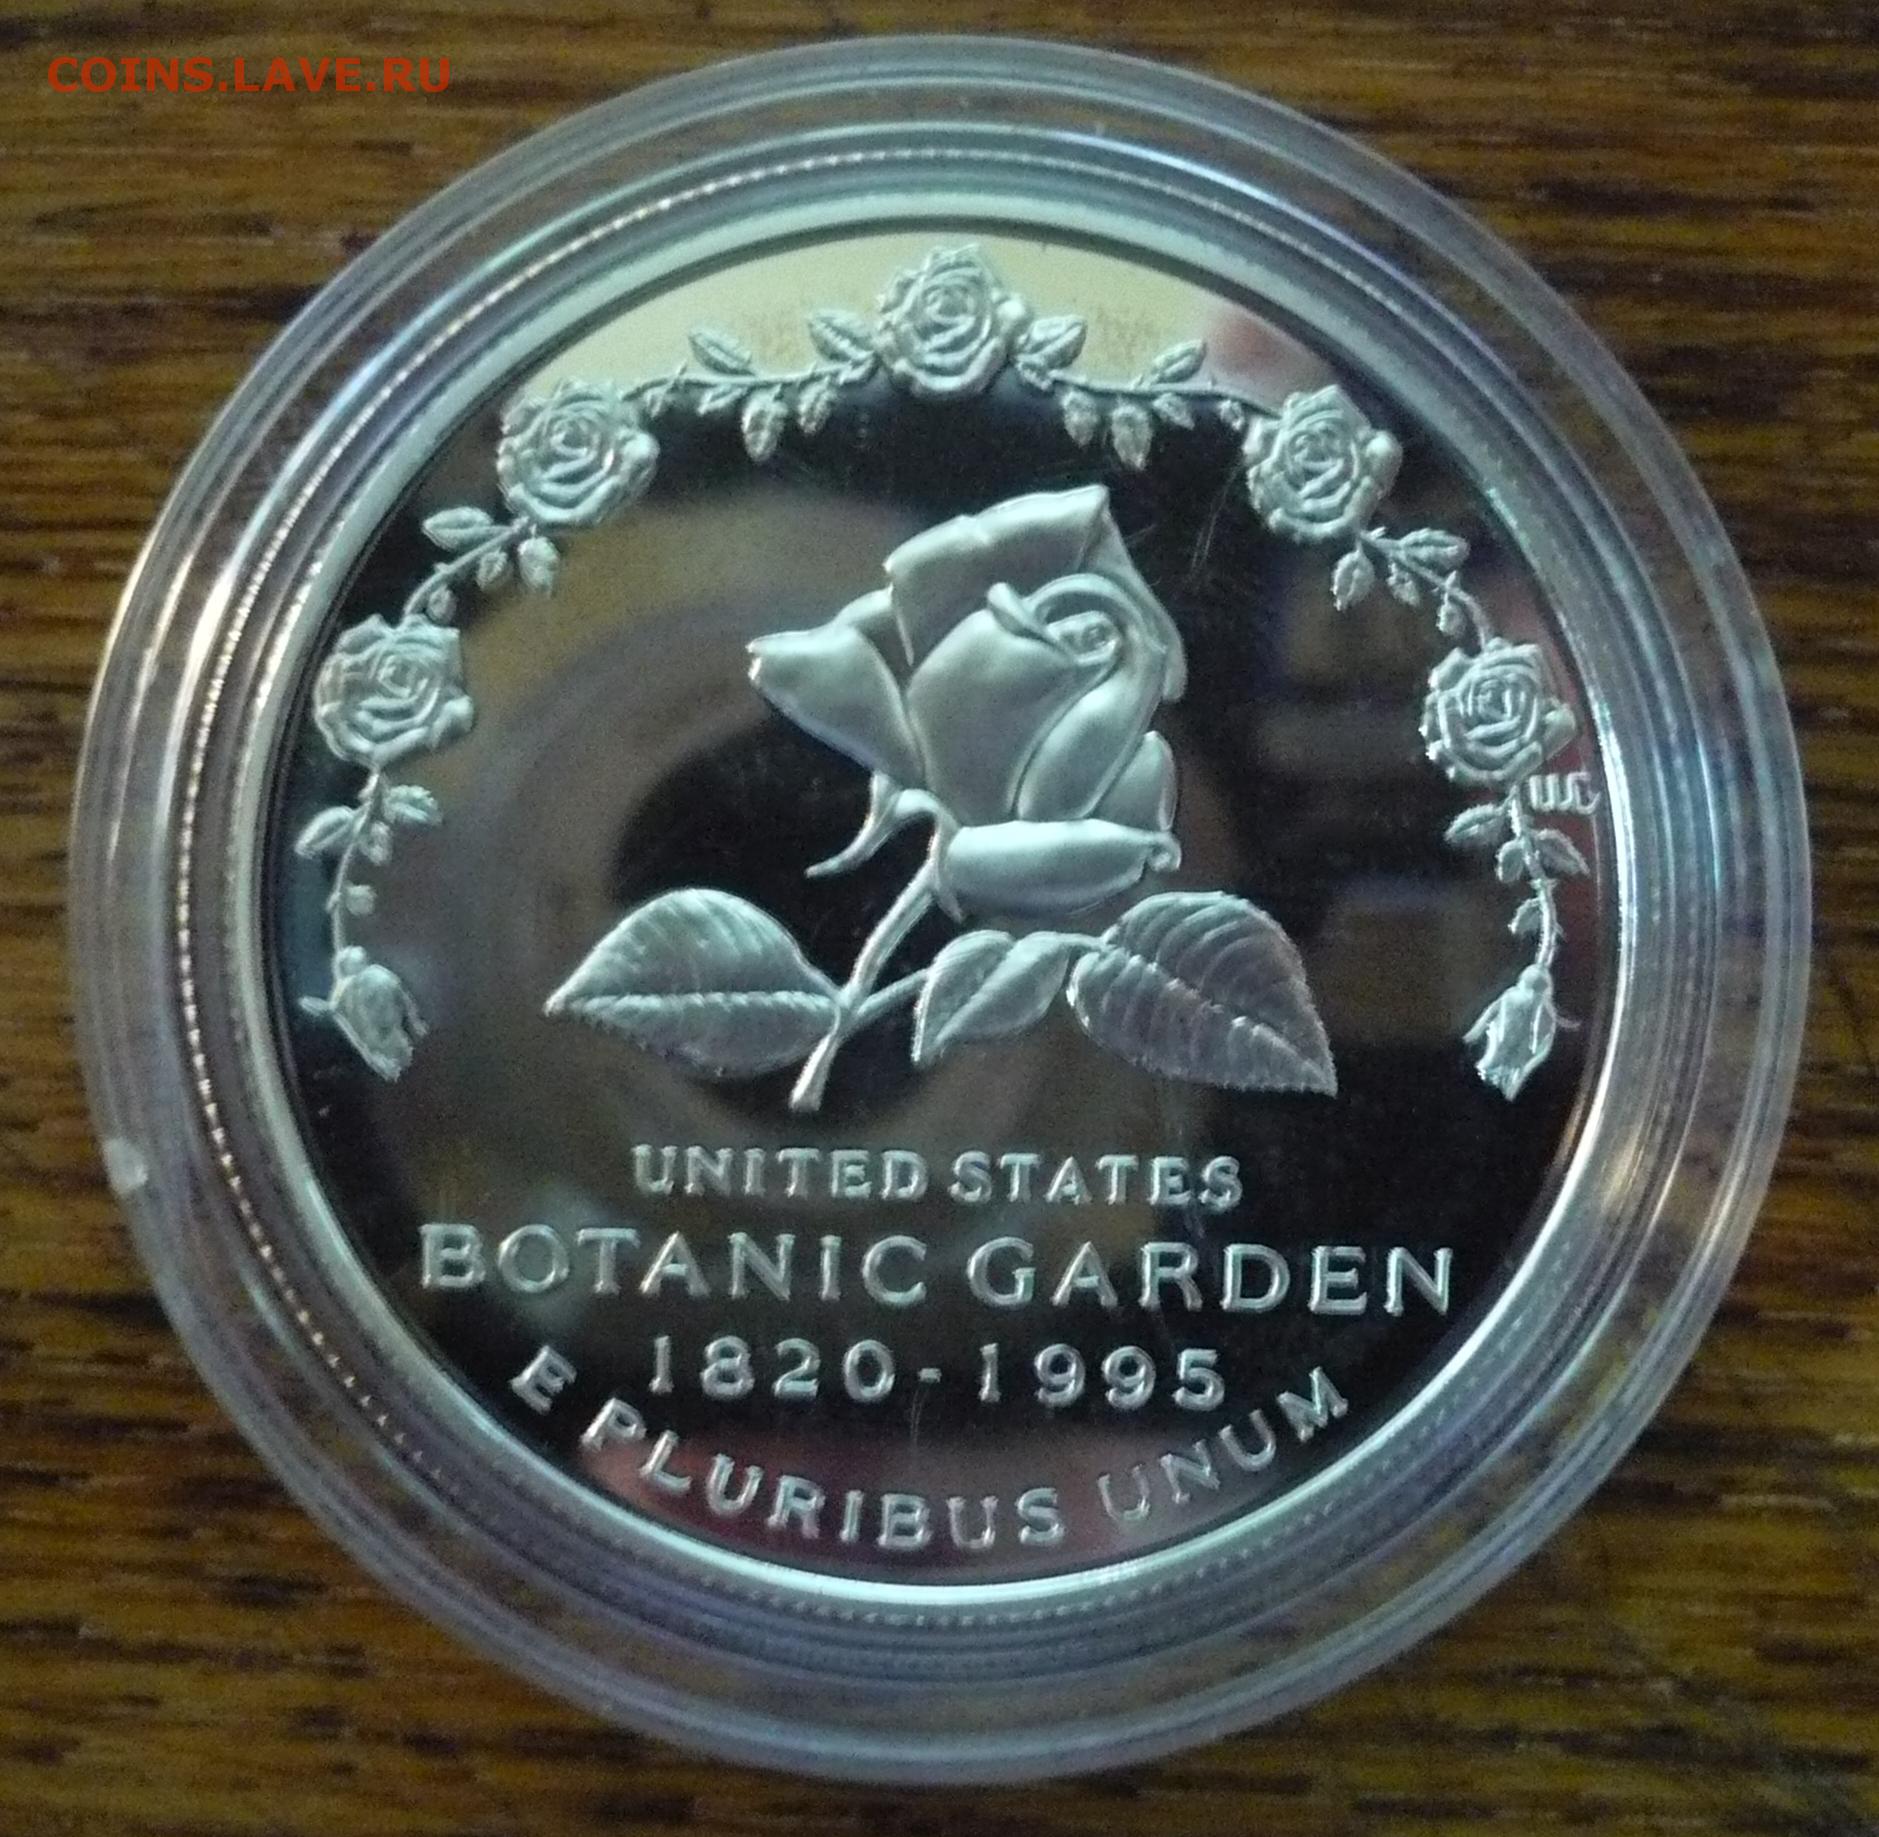 COINS.LAVE.RU
UNITED STATES
BOTANIC GARDEN
1820-1995
E PLURIBUS UNUM